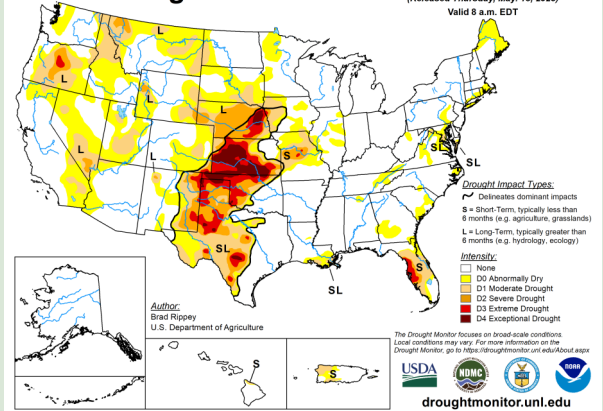 Valid 8 a.m. EDT
L
L
L
L
L
L
S
SL
SL
SL
SL
S
S
S
Drought Impact Types:
Delineates dominant impacts
S = Short-Term, typically less than
6 months (e.g. agriculture, grasslands)
L = Long-Term, typically greater than
6 months (e.g. hydrology, ecology)
Intensity:
None
D0 Abnormally Dry
D1 Moderate Drought
D2 Severe Drought
D3 Extreme Drought
D4 Exceptional Drought
Author:
Brad Rippey
U.S. Department of Agriculture
The Drought Monitor focuses on broad-scale conditions.
Local conditions may vary. For more information on the
Drought Monitor, go to https://droughtmonitor.unl.edu/About.aspx
USDA
NDMC
NOAA
droughtmonitor.unl.edu